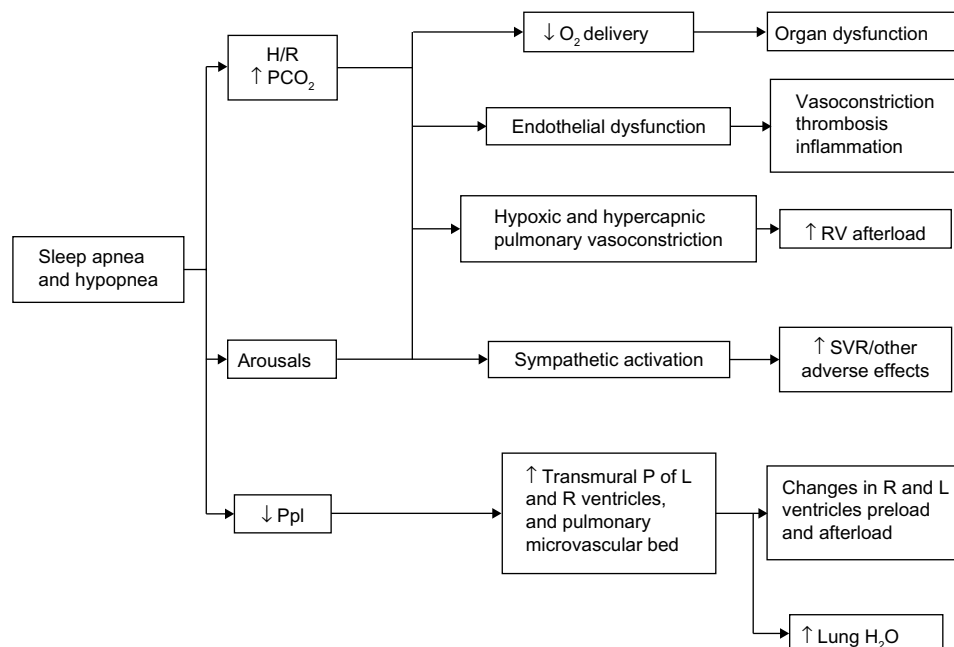 Sleep apnea
and hypopnea
H/R
↑ PCO₂
Arousals
↓ Ppl
↓ O₂ delivery
Endothelial dysfunction
Hypoxic and hypercapnic
pulmonary vasoconstriction
Sympathetic activation
↑ Transmural P of L
and R ventricles,
and pulmonary
microvascular bed
Organ dysfunction
Vasoconstriction
thrombosis
inflammation
↑ RV afterload
↑ SVR/other
adverse effects
Changes in R and L
ventricles preload
and afterload
↑ Lung H₂O